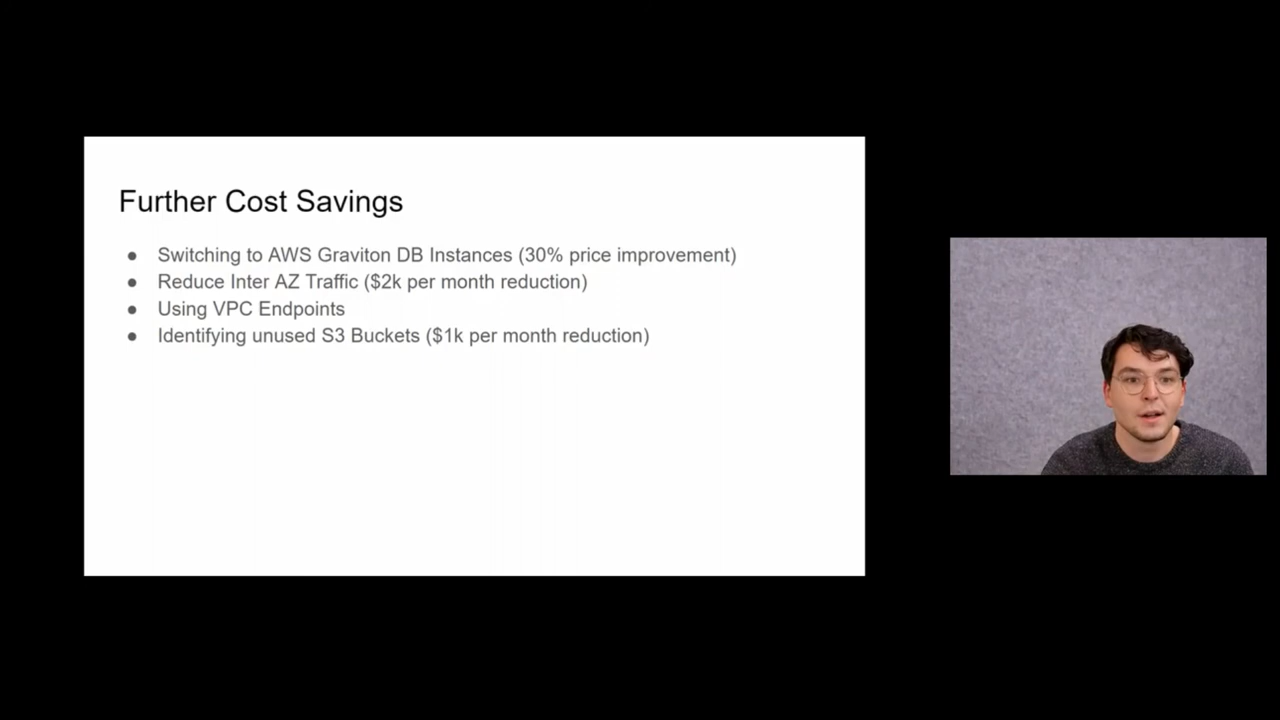 Further Cost Savings
● Switching to AWS Graviton DB Instances (30% price improvement)
● Reduce Inter AZ Traffic ($2k per month reduction)
● Using VPC Endpoints
● Identifying unused S3 Buckets ($1k per month reduction)